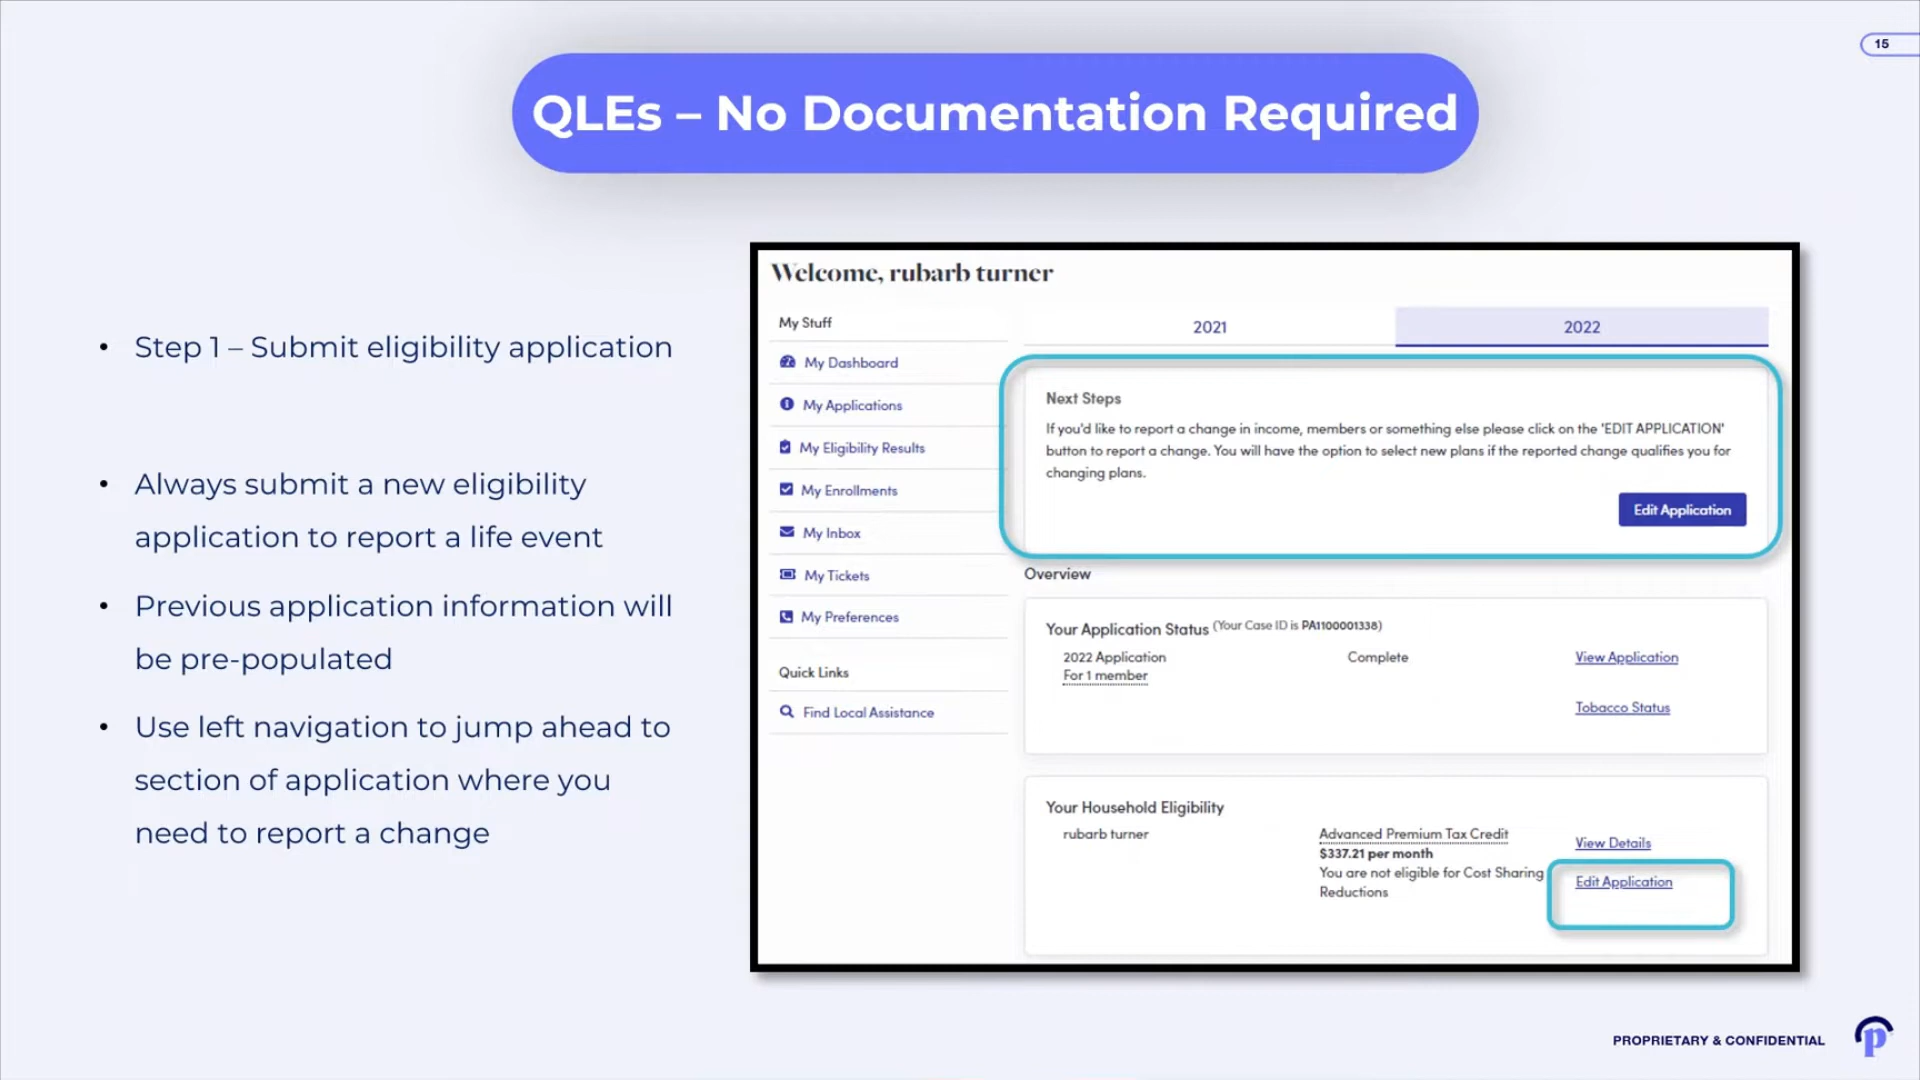 15
QLEs – No Documentation Required
• Step 1 – Submit eligibility application
• Always submit a new eligibility
application to report a life event
• Previous application information will
be pre-populated
• Use left navigation to jump ahead to
section of application where you
need to report a change
Welcome, rubarb turner
My Stuff
My Dashboard
My Applications
My Eligibility Results
My Enrollments
My Inbox
My Tickets
My Preferences
Quick Links
Find Local Assistance
2021 2022
Next Steps
If you'd like to report a change in income, members or something else please click on the 'EDIT APPLICATION'
button to report a change. You will have the option to select new plans if the reported change qualifies you for
changing plans.
Edit Application
Overview
Your Application Status (Your Case ID is PA1100001338)
2022 Application Complete View Application
For 1 member
Tobacco Status
Your Household Eligibility
rubarb turner Advanced Premium Tax Credit View Details
$337.21 per month
You are not eligible for Cost Sharing Edit Application
Reductions
PROPRIETARY & CONFIDENTIAL
p